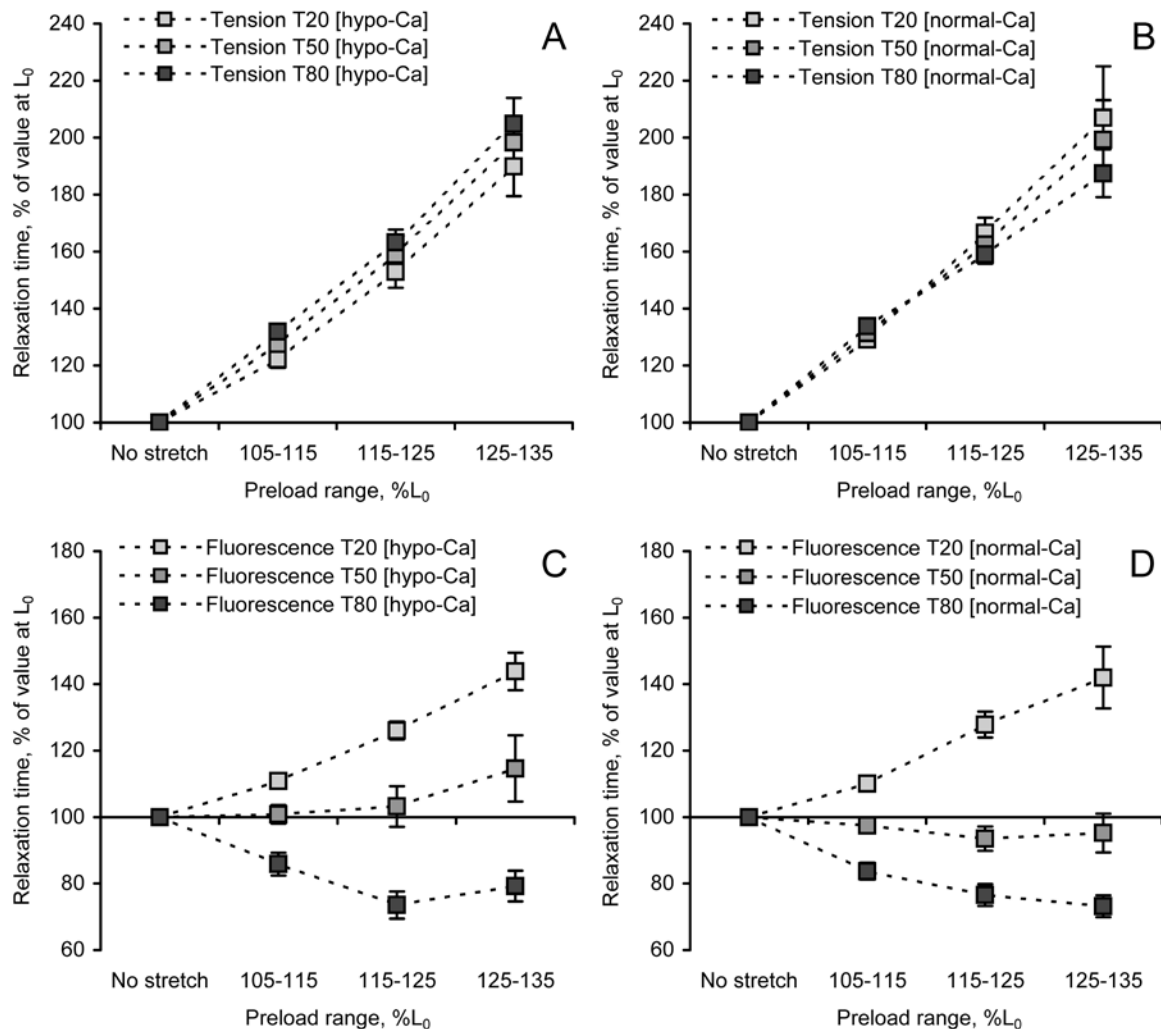 Tension T20 [hypo-Ca]
Tension T50 [hypo-Ca]
Tension T80 [hypo-Ca]
A
Relaxation time, % of value at L₀
240
220
200
180
160
140
120
100
No stretch 105-115 115-125 125-135
Preload range, %L₀
Tension T20 [normal-Ca]
Tension T50 [normal-Ca]
Tension T80 [normal-Ca]
B
Relaxation time, % of value at L₀
240
220
200
180
160
140
120
100
No stretch 105-115 115-125 125-135
Preload range, %L₀
Fluorescence T20 [hypo-Ca]
Fluorescence T50 [hypo-Ca]
Fluorescence T80 [hypo-Ca]
C
Relaxation time, % of value at L₀
180
160
140
120
100
80
60
No stretch 105-115 115-125 125-135
Preload range, %L₀
Fluorescence T20 [normal-Ca]
Fluorescence T50 [normal-Ca]
Fluorescence T80 [normal-Ca]
D
Relaxation time, % of value at L₀
180
160
140
120
100
80
60
No stretch 105-115 115-125 125-135
Preload range, %L₀